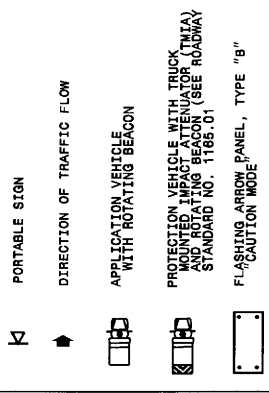 PORTABLE SIGN
DIRECTION OF TRAFFIC FLOW
APPLICATION VEHICLE
WITH ROTATING BEACON
PROTECTION VEHICLE WITH TRUCK
MOUNTED IMPACT ATTENUATOR (TMIA)
AND ROTATING BEACON (SEE ROADWAY
STANDARD NO. 1165.01
FLASHING ARROW PANEL, TYPE "B"
"CAUTION MODE"